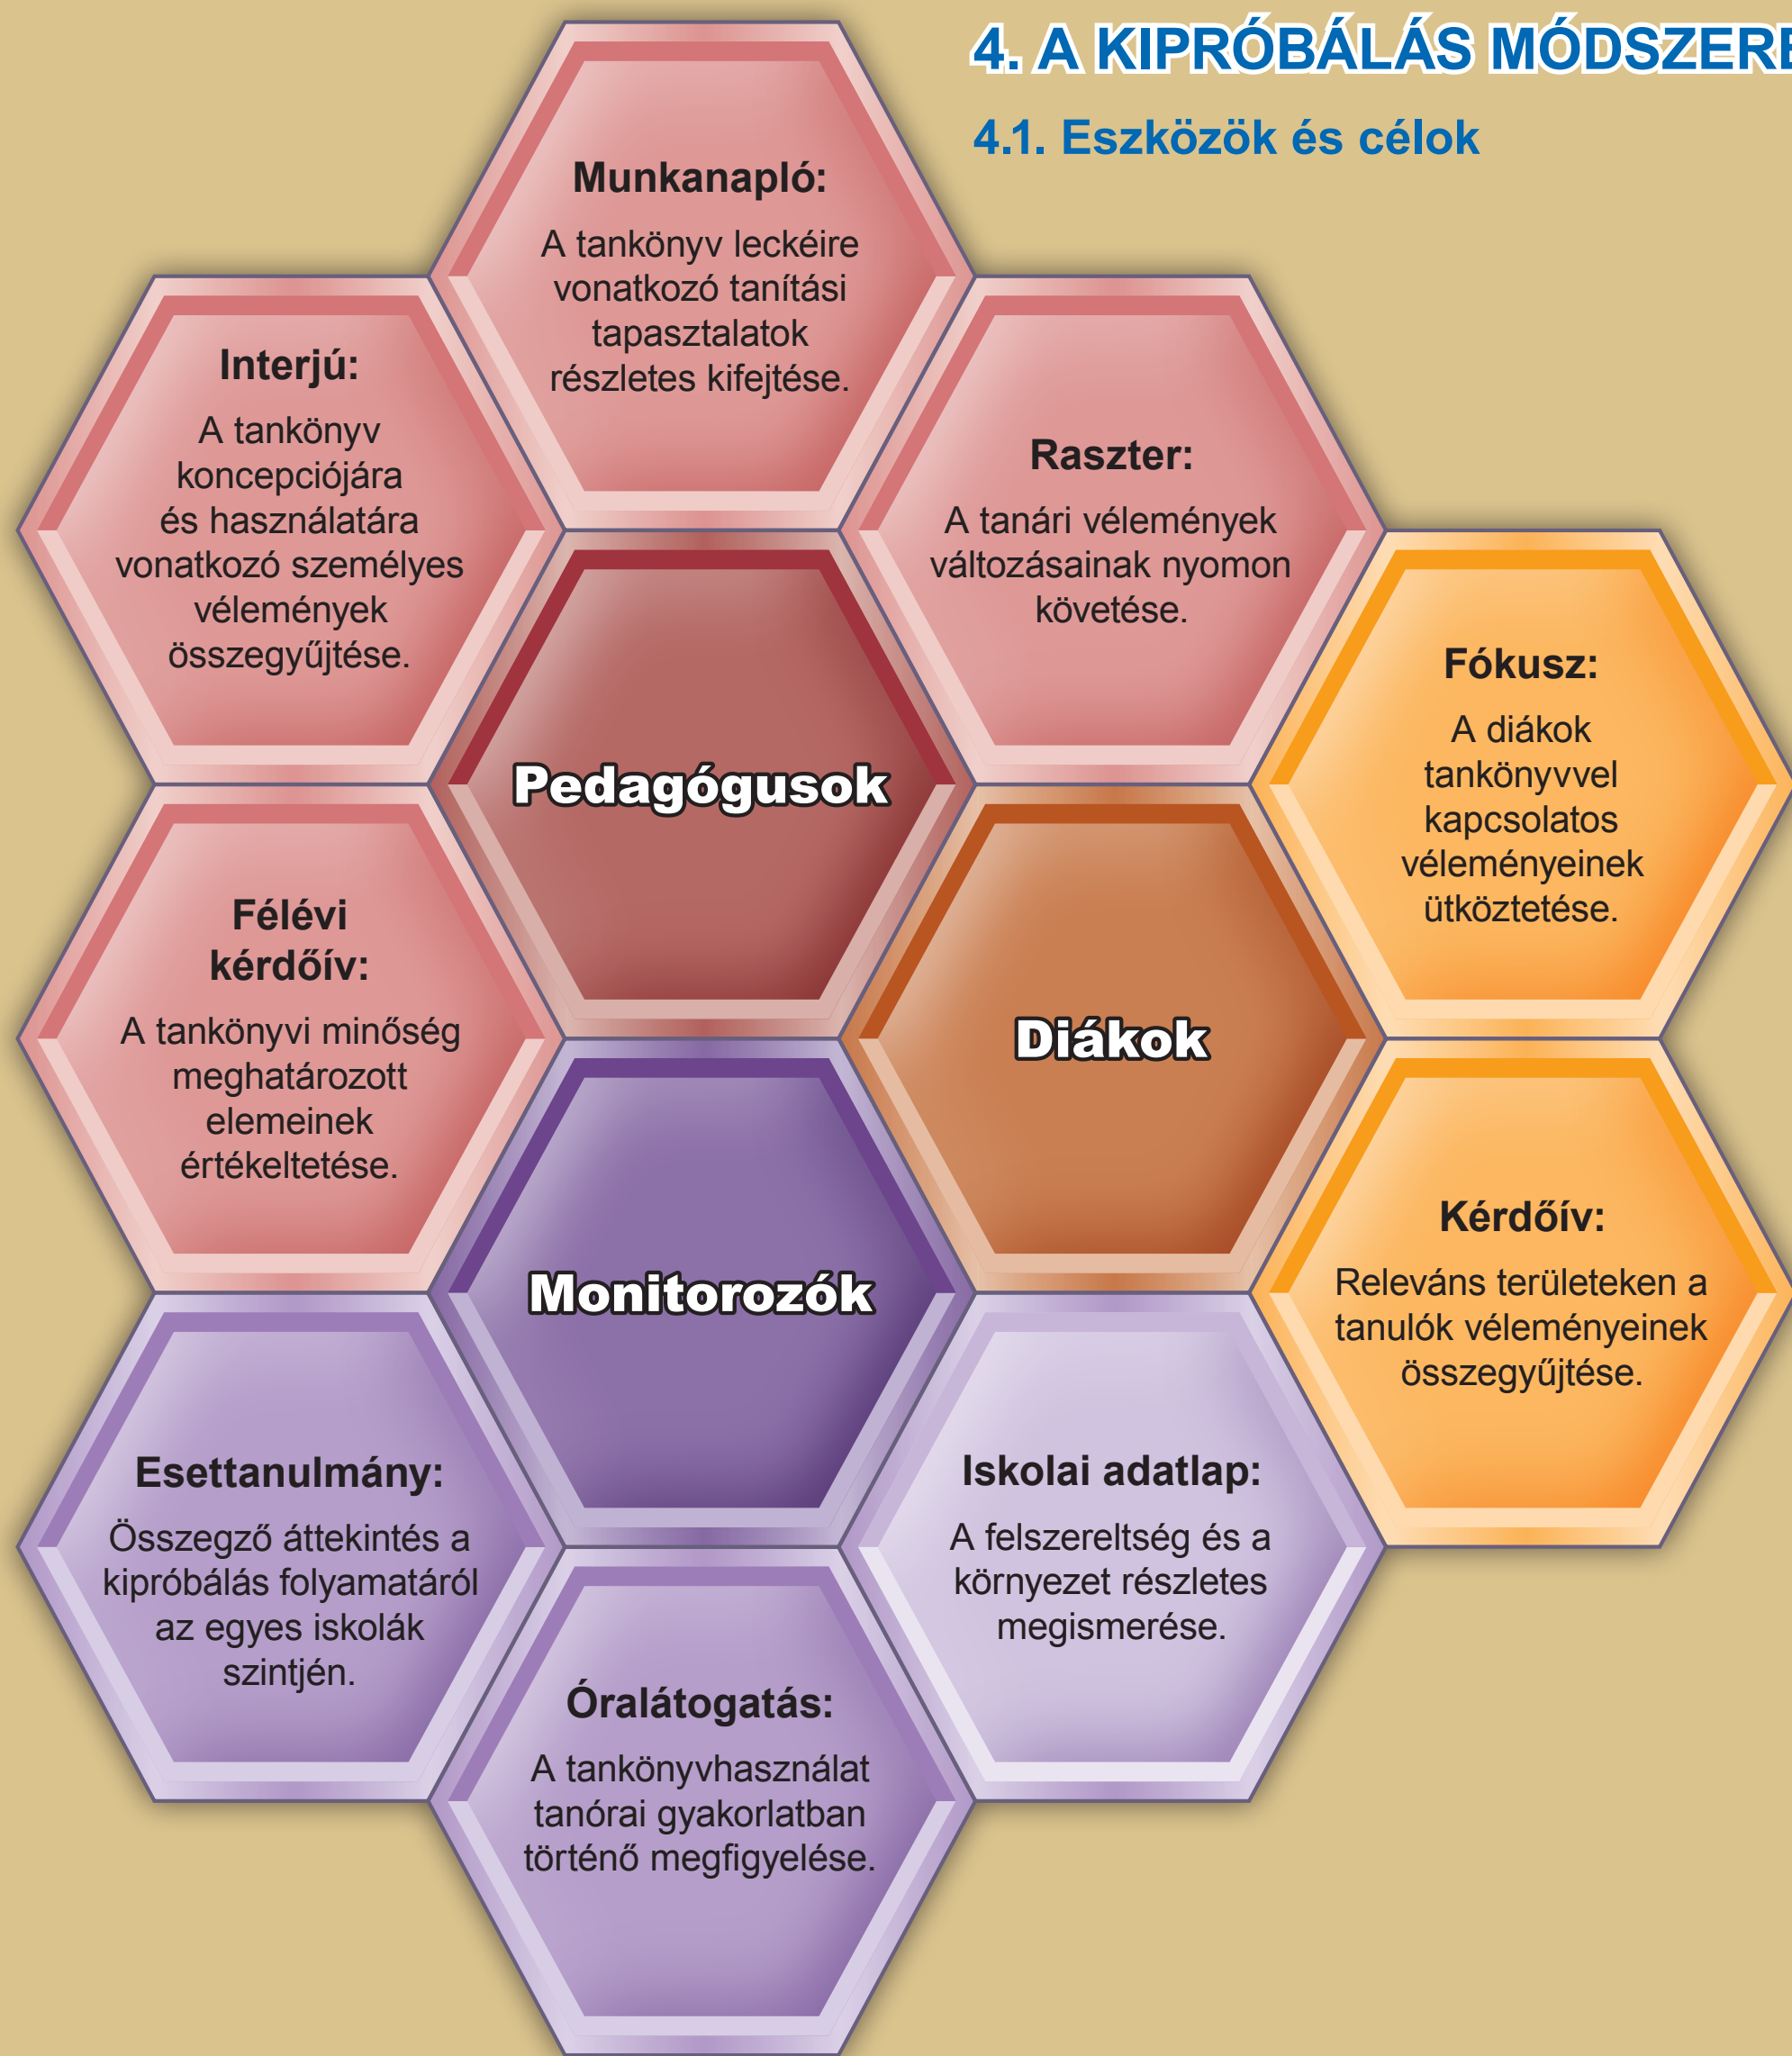 4. A KIPRÓBÁLÁS MÓDSZERE
4.1. Eszközök és célok
Munkanapló:
A tankönyv leckéire
vonatkozó tanítási
tapasztalatok
részletes kifejtése.
Interjú:
A tankönyv
koncepciójára
és használatára
vonatkozó személyes
vélemények
összegyűjtése.
Raszter:
A tanári vélemények
változásainak nyomon
követése.
Pedagógusok
Fókusz:
A diákok
tankönyvvel
kapcsolatos
véleményeinek
ütköztetése.
Félévi
kérdőív:
A tankönyvi minőség
meghatározott
elemeinek
értékeltetése.
Diákok
Monitorozók
Kérdőív:
Releváns területeken a
tanulók véleményeinek
összegyűjtése.
Esettanulmány:
Összegző áttekintés a
kipróbálás folyamatáról
az egyes iskolák
szintjén.
Iskolai adatlap:
A felszereltség és a
környezet részletes
megismerése.
Óralátogatás:
A tankönyvhasználat
tanórai gyakorlatban
történő megfigyelése.